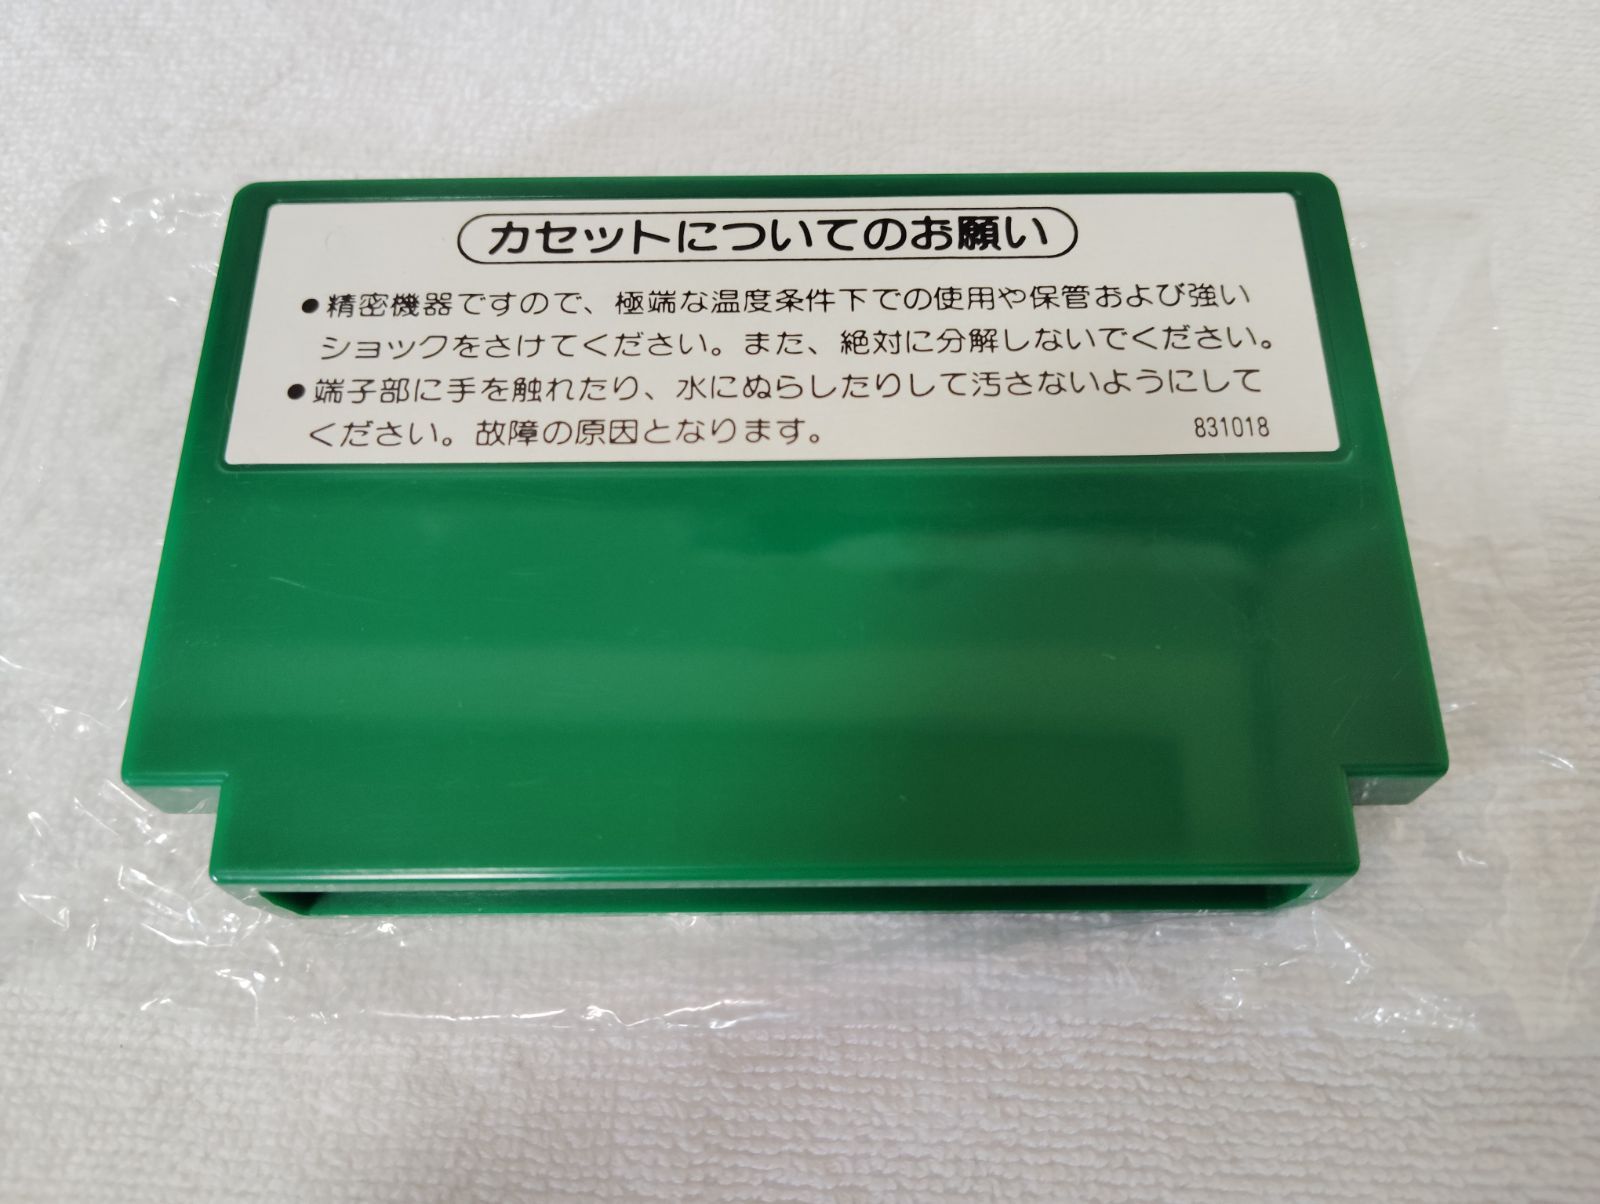 カセットについてのお願い
●精密機器ですので、極端な温度条件下での使用や保管および強い
ショックをさけてください。また、絶対に分解しないでください。
●端子部に手を触れたり、水にぬらしたりして汚さないようにして
ください。故障の原因となります。
831018